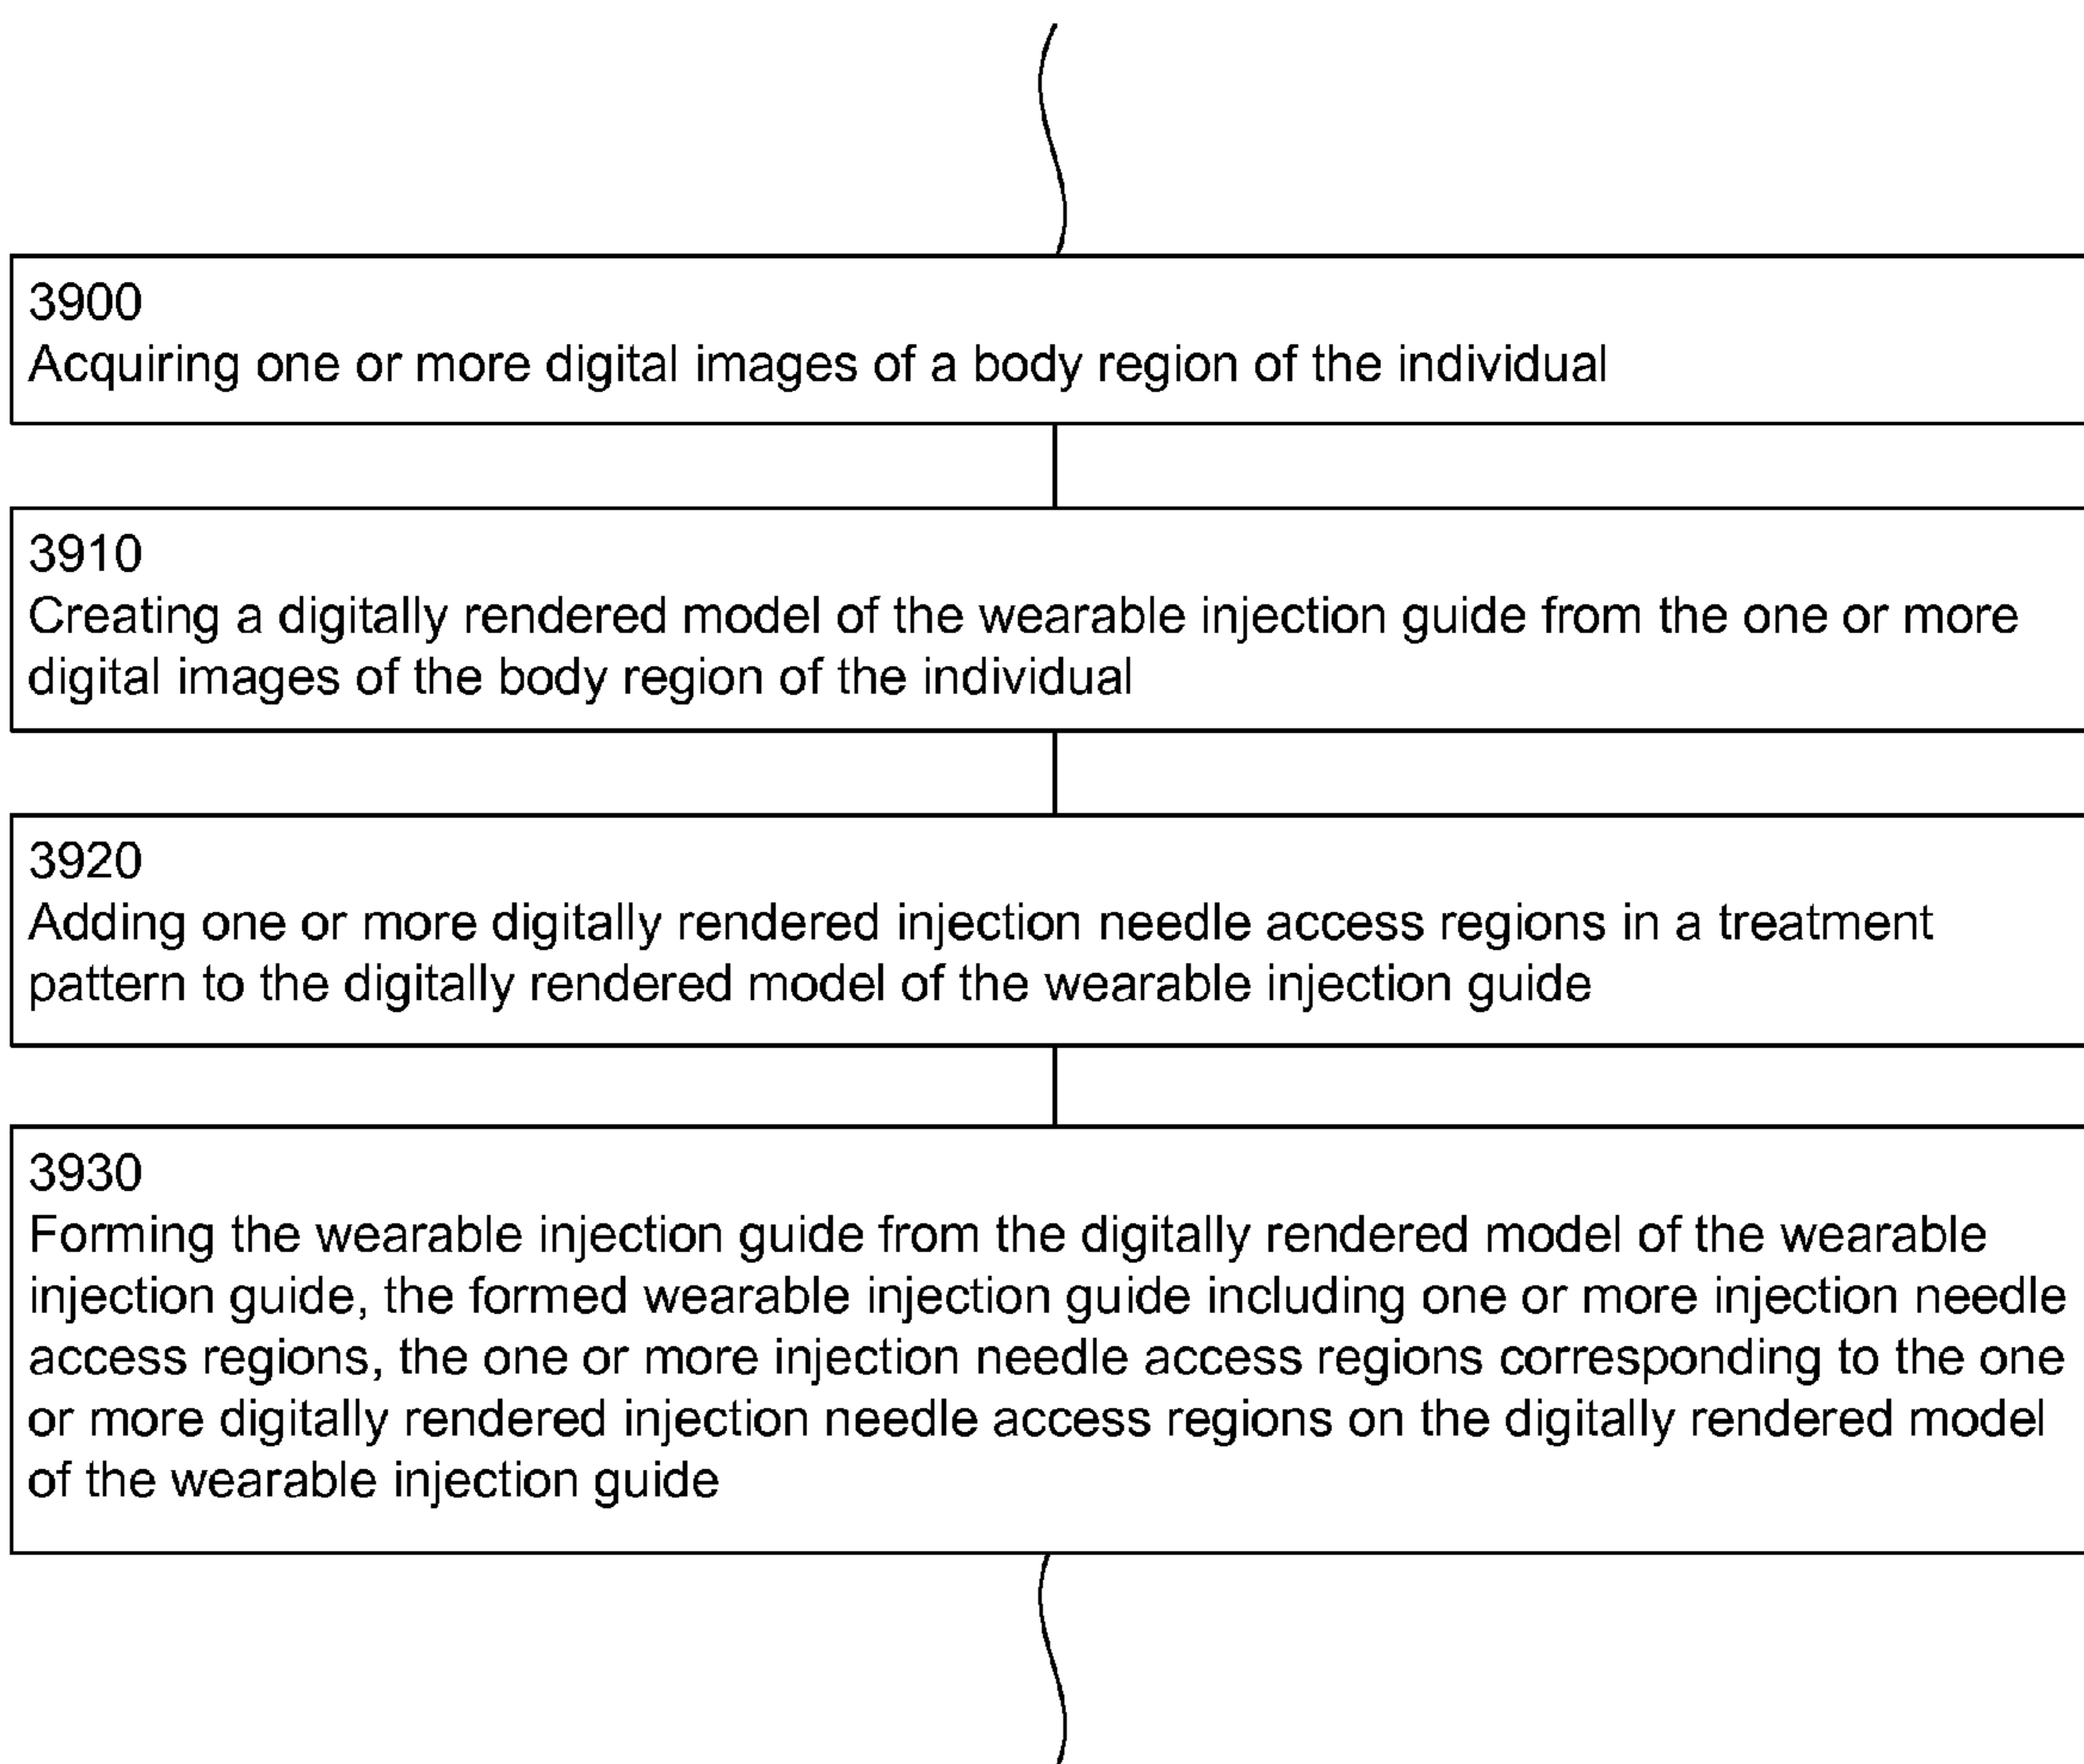 3900
Acquiring one or more digital images of a body region of the individual
3910
Creating a digitally rendered model of the wearable injection guide from the one or more
digital images of the body region of the individual
3920
Adding one or more digitally rendered injection needle access regions in a treatment
pattern to the digitally rendered model of the wearable injection guide
3930
Forming the wearable injection guide from the digitally rendered model of the wearable
injection guide, the formed wearable injection guide including one or more injection needle
access regions, the one or more injection needle access regions corresponding to the one
or more digitally rendered injection needle access regions on the digitally rendered model
of the wearable injection guide